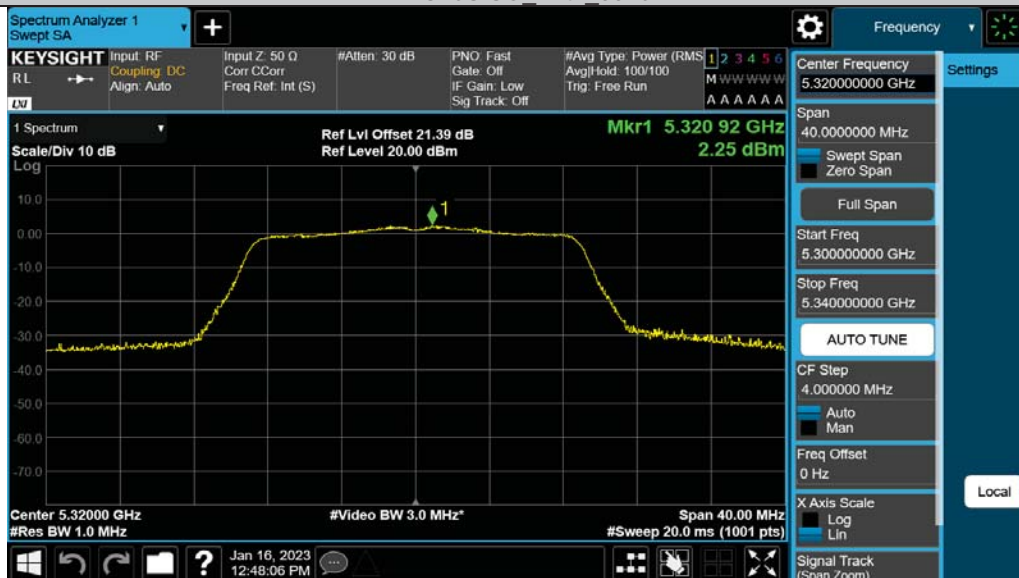 Spectrum Analyzer 1
Swept SA
+
Frequency
KEYSIGHT
RL
LXI
Input: RF
Coupling: DC
Align: Auto
Input Z: 50 Ω
Corr CCorr
Freq Ref: Int (S)
#Atten: 30 dB
PNO: Fast
Gate: Off
IF Gain: Low
Sig Track: Off
#Avg Type: Power (RMS
Avg|Hold: 100/100
Trig: Free Run
1 2 3 4 5 6
M W W W W W
A A A A A A
1 Spectrum
Scale/Div 10 dB
Log
Ref Lvl Offset 21.39 dB
Ref Level 20.00 dBm
Mkr1 5.320 92 GHz
2.25 dBm
1
10.0
0.00
-10.0
-20.0
-30.0
-40.0
-50.0
-60.0
-70.0
Center 5.32000 GHz
#Res BW 1.0 MHz
#Video BW 3.0 MHz*
Span 40.00 MHz
#Sweep 20.0 ms (1001 pts)
?
Jan 16, 2023
12:48:06 PM
Center Frequency
5.320000000 GHz
Span
40.0000000 MHz
Swept Span
Zero Span
Full Span
Start Freq
5.300000000 GHz
Stop Freq
5.340000000 GHz
AUTO TUNE
CF Step
4.000000 MHz
Auto
Man
Freq Offset
0 Hz
X Axis Scale
Log
Lin
Signal Track
(Span Zoom)
Settings
Local